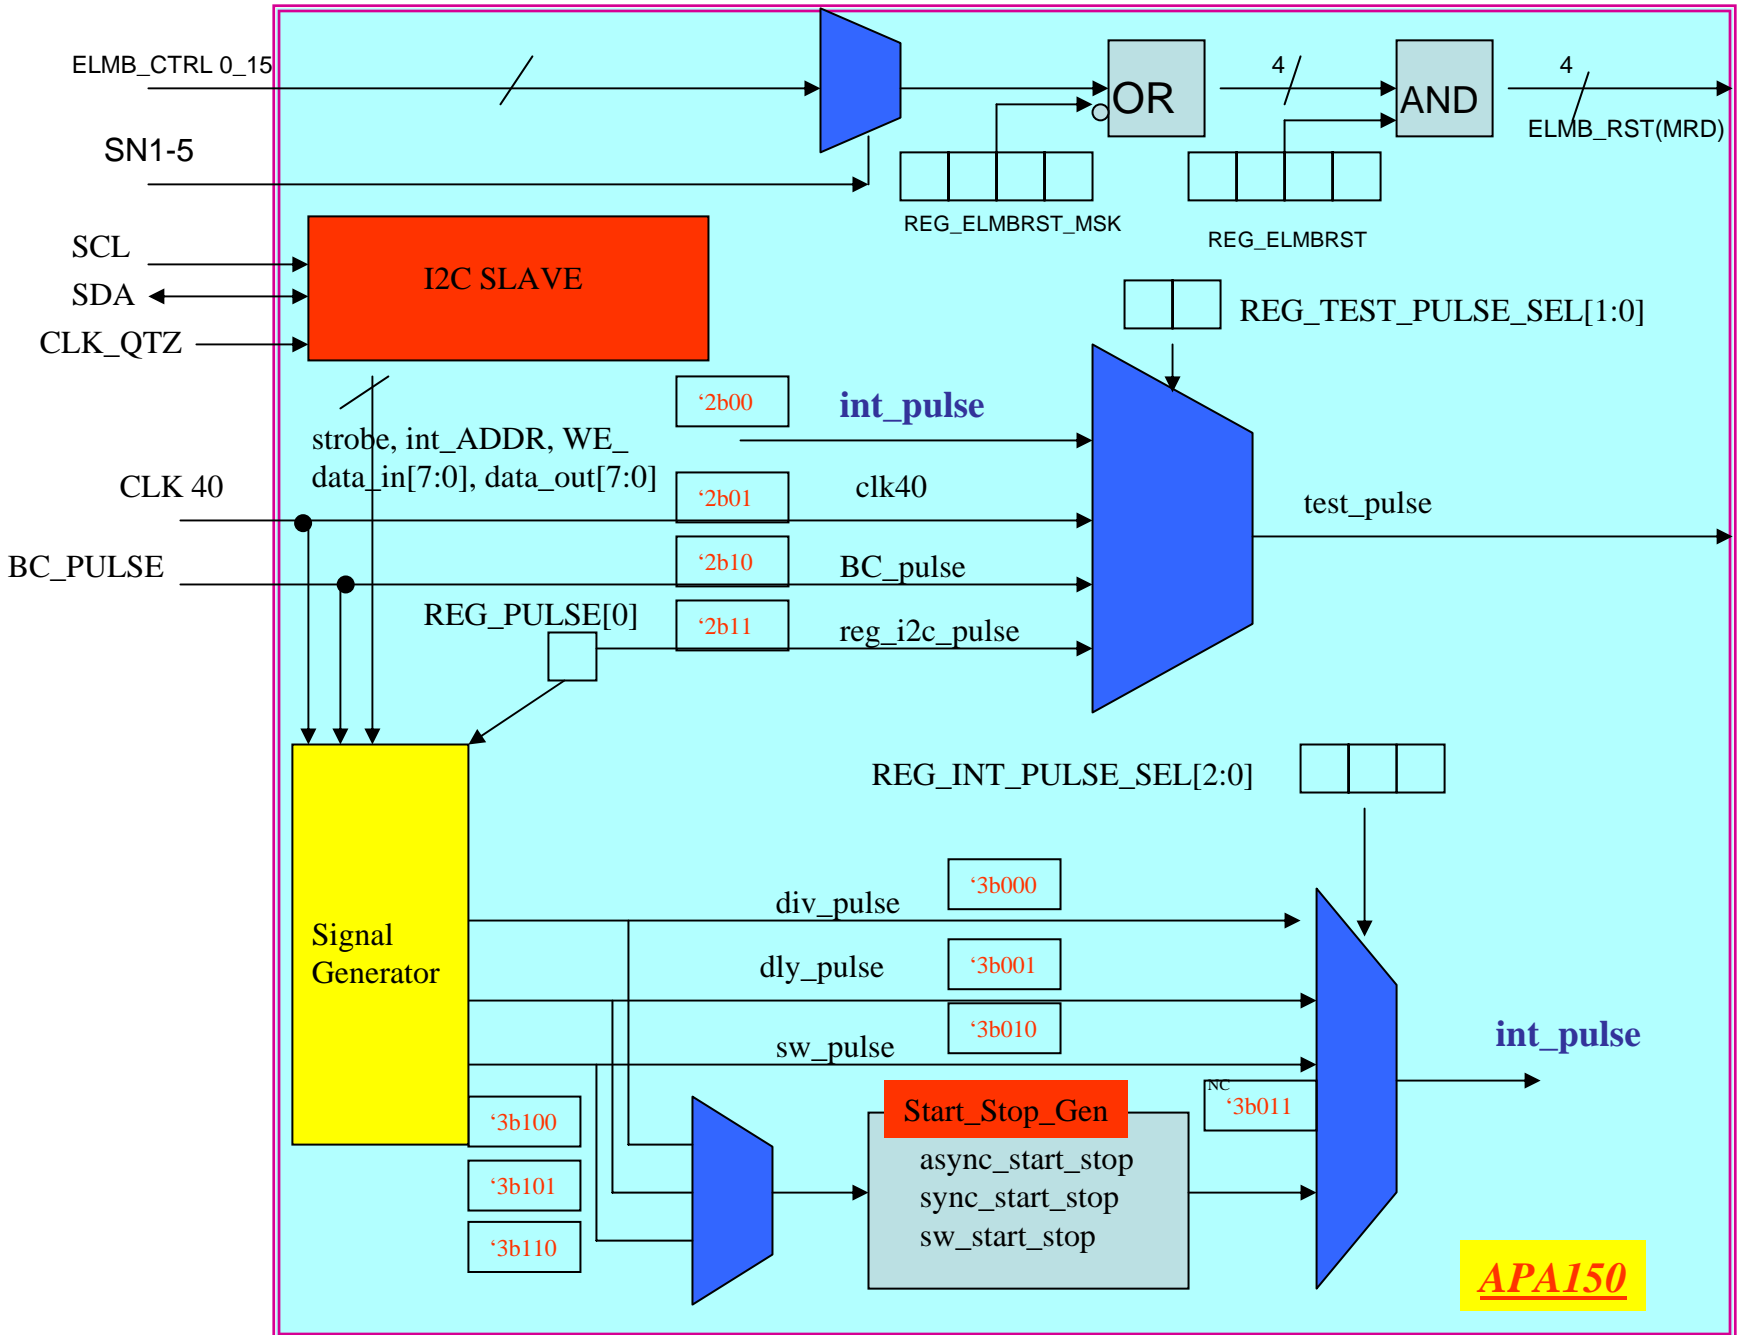 ELMB_CTRL 0_15
OR
4
AND
4
ELMB_RST(MRD)
SN1-5
REG_ELMBRST_MSK
REG_ELMBRST
SCL
SDA
CLK_QTZ
I2C SLAVE
REG_TEST_PULSE_SEL[1:0]
‘2b00
int_pulse
strobe, int_ADDR, WE_
data_in[7:0], data_out[7:0]
CLK 40
‘2b01
clk40
test_pulse
BC_PULSE
‘2b10
BC_pulse
REG_PULSE[0]
‘2b11
reg_i2c_pulse
REG_INT_PULSE_SEL[2:0]
Signal
Generator
div_pulse
‘3b000
dly_pulse
‘3b001
sw_pulse
‘3b010
int_pulse
NC
‘3b011
‘3b100
‘3b101
‘3b110
Start_Stop_Gen
async_start_stop
sync_start_stop
sw_start_stop
APA150